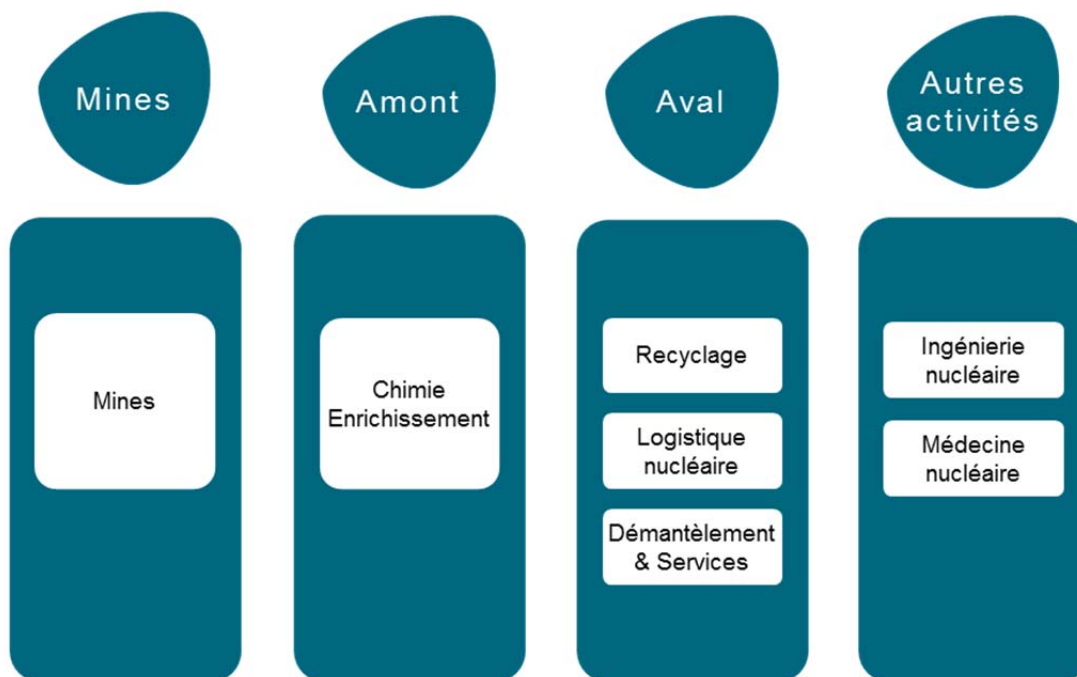 Mines
Amont
Aval
Autres
activités
Mines
Chimie
Enrichissement
Recyclage
Logistique
nucléaire
Démantèlement
& Services
Ingénierie
nucléaire
Médecine
nucléaire